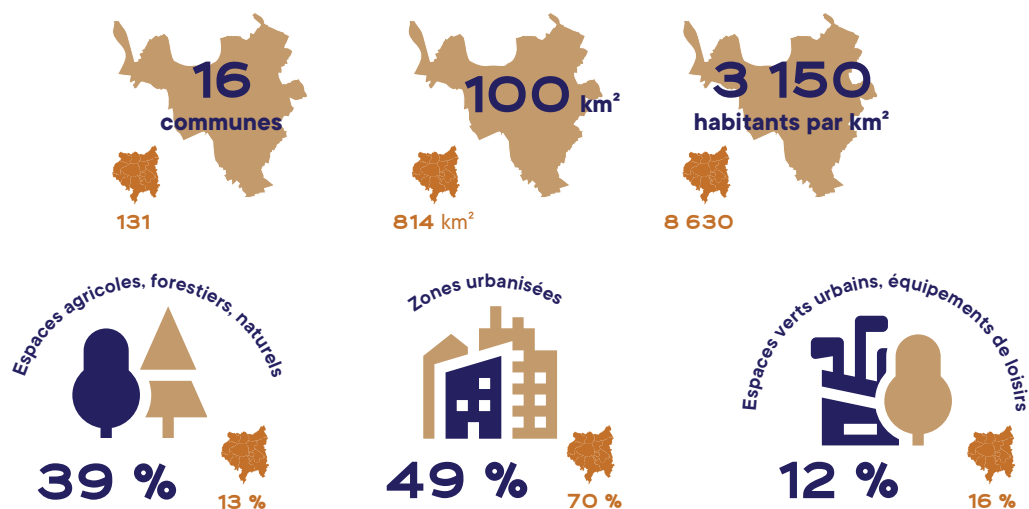 16
communes
131
100 km²
814 km²
3 150
habitants par km²
8 630
Espaces agricoles, forestiers, naturels
39 %
13 %
Zones urbanisées
49 %
70 %
Espaces verts urbains, équipements de loisirs
12 %
16 %